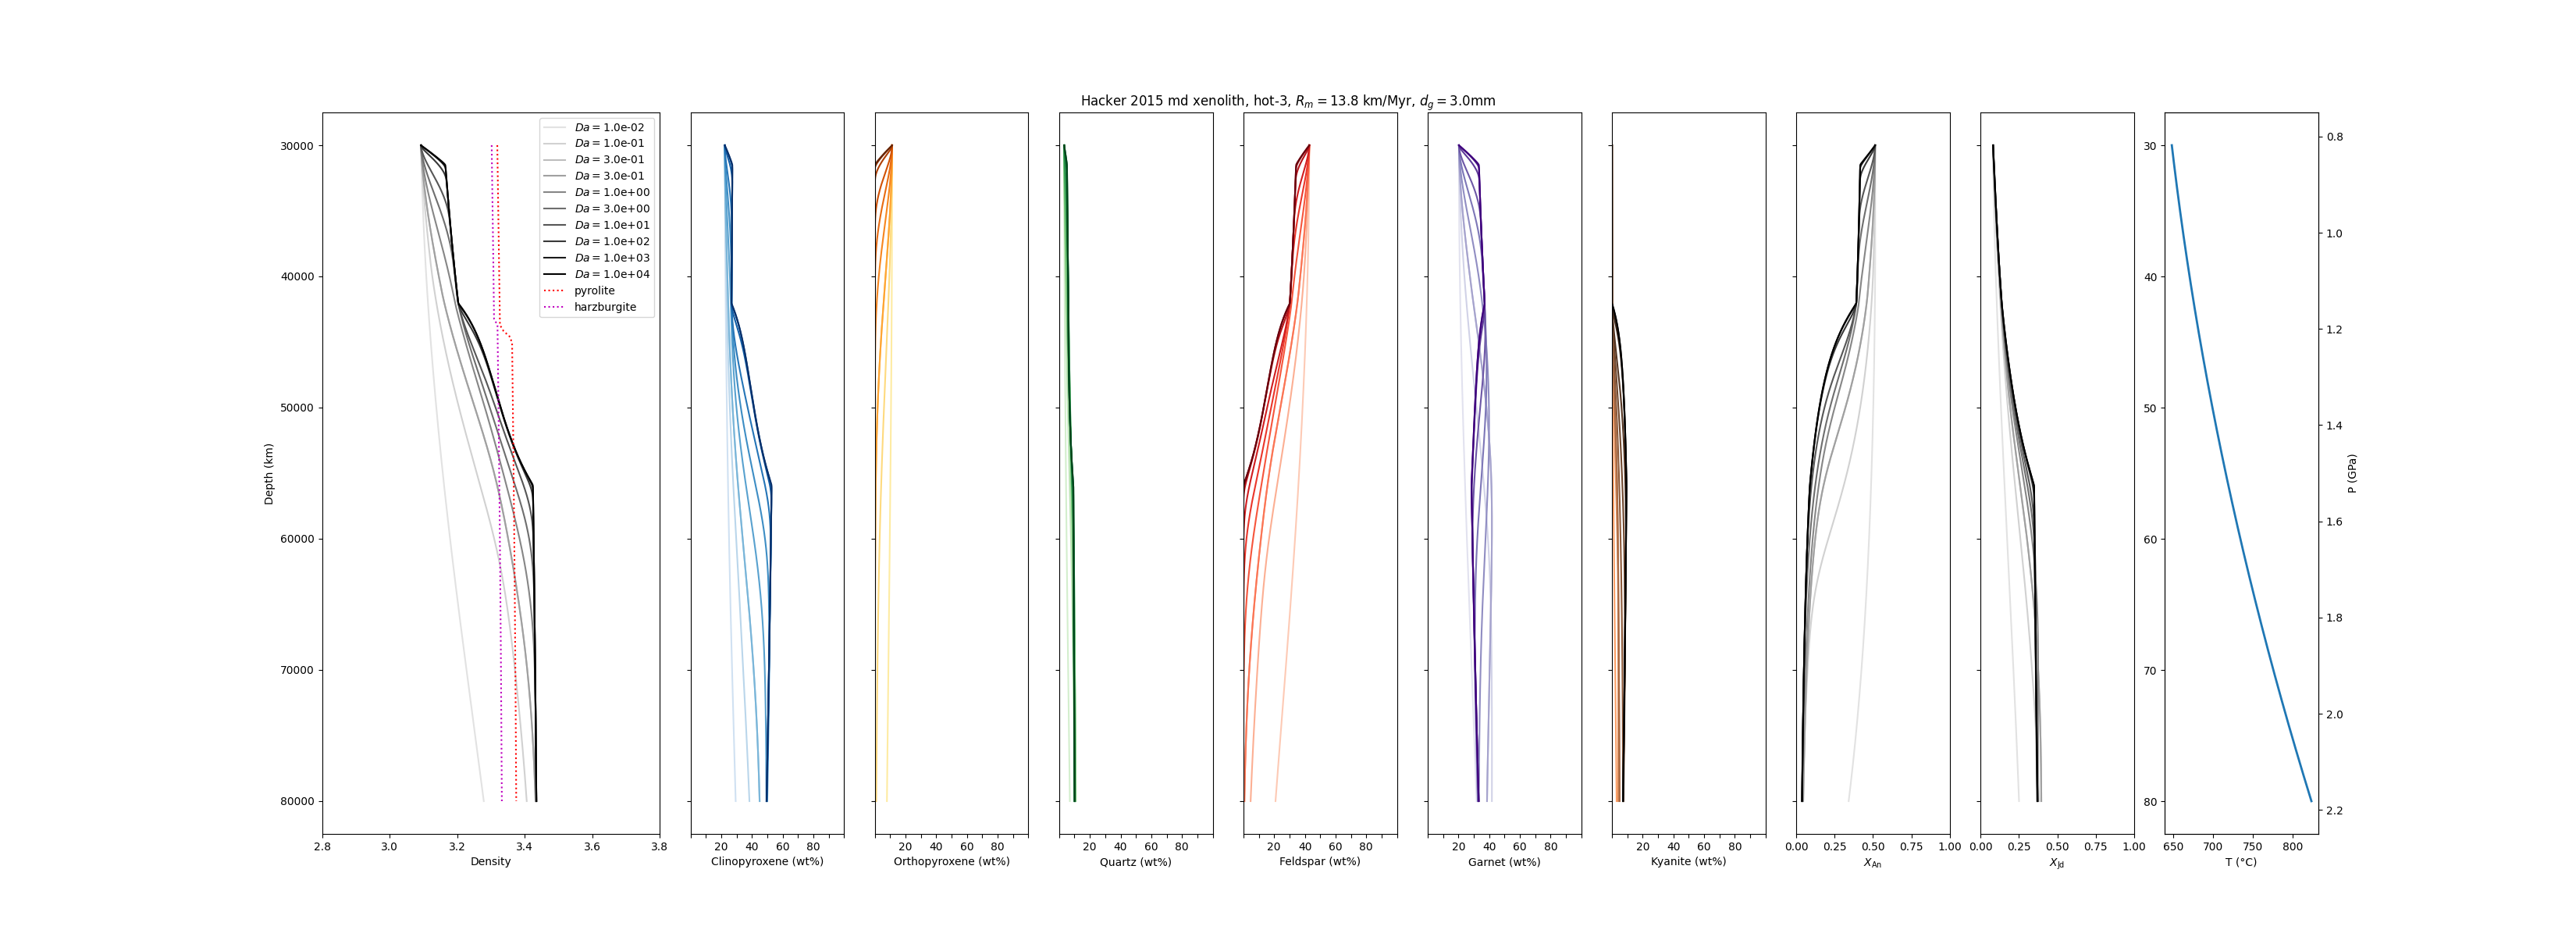 Hacker 2015 md xenolith, hot-3, R_m = 13.8 km/Myr, d_g = 3.0mm
Da = 1.0e-02
Da = 1.0e-01
Da = 3.0e-01
Da = 3.0e-01
Da = 1.0e+00
Da = 3.0e+00
Da = 1.0e+01
Da = 1.0e+02
Da = 1.0e+03
Da = 1.0e+04
pyrolite
harzburgite
Depth (km)
30000
40000
50000
60000
70000
80000
2.8 3.0 3.2 3.4 3.6 3.8
Density
20 40 60 80
Clinopyroxene (wt%)
20 40 60 80
Orthopyroxene (wt%)
20 40 60 80
Quartz (wt%)
20 40 60 80
Feldspar (wt%)
20 40 60 80
Garnet (wt%)
20 40 60 80
Kyanite (wt%)
0.00 0.25 0.50 0.75 1.00
X_An
0.00 0.25 0.50 0.75 1.00
X_Jd
30
40
50
60
70
80
650 700 750 800
T (°C)
0.8
1.0
1.2
1.4
1.6
1.8
2.0
2.2
P (GPa)